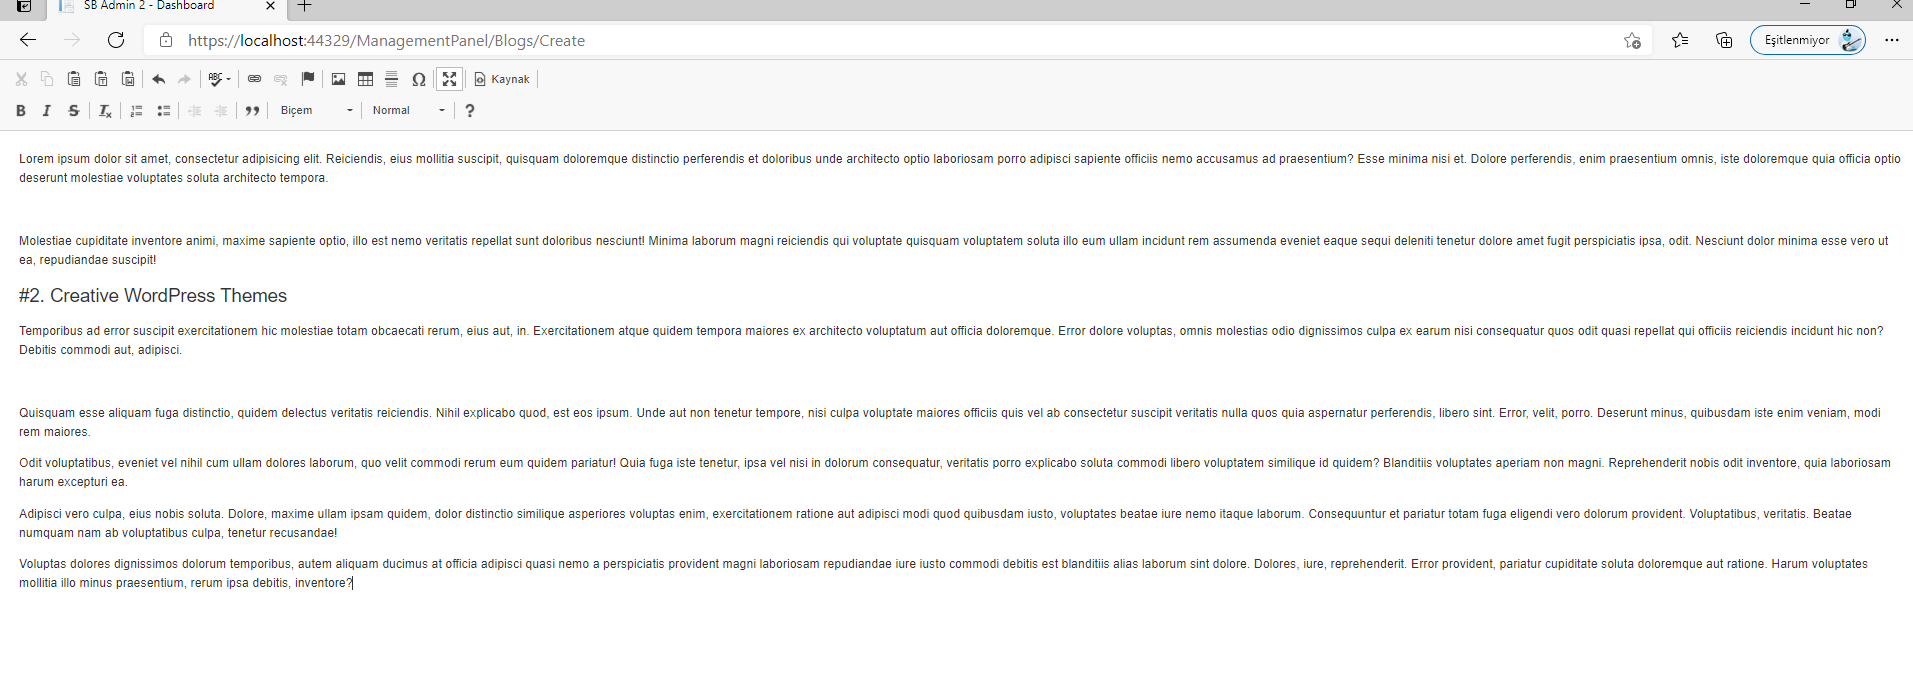 SB Admin 2 - Dashboard
https://localhost:44329/ManagementPanel/Blogs/Create
Eşitlenmiyor
ABC
Ω
Kaynak
B I S Tx
Biçem
Normal
?
Lorem ipsum dolor sit amet, consectetur adipisicing elit. Reiciendis, eius mollitia suscipit, quisquam doloremque distinctio perferendis et doloribus unde architecto optio laboriosam porro adipisci sapiente officiis nemo accusamus ad praesentium? Esse minima nisi et. Dolore perferendis, enim praesentium omnis, iste doloremque quia officia optio
deserunt molestiae voluptates soluta architecto tempora.
Molestiae cupiditate inventore animi, maxime sapiente optio, illo est nemo veritatis repellat sunt doloribus nesciunt! Minima laborum magni reiciendis qui voluptate quisquam voluptatem soluta illo eum ullam incidunt rem assumenda eveniet eaque sequi deleniti tenetur dolore amet fugit perspiciatis ipsa, odit. Nesciunt dolor minima esse vero ut
ea, repudiandae suscipit!
#2. Creative WordPress Themes
Temporibus ad error suscipit exercitationem hic molestiae totam obcaecati rerum, eius aut, in. Exercitationem atque quidem tempora maiores ex architecto voluptatum aut officia doloremque. Error dolore voluptas, omnis molestias odio dignissimos culpa ex earum nisi consequatur quos odit quasi repellat qui officiis reiciendis incidunt hic non?
Debitis commodi aut, adipisci.
Quisquam esse aliquam fuga distinctio, quidem delectus veritatis reiciendis. Nihil explicabo quod, est eos ipsum. Unde aut non tenetur tempore, nisi culpa voluptate maiores officiis quis vel ab consectetur suscipit veritatis nulla quos quia aspernatur perferendis, libero sint. Error, velit, porro. Deserunt minus, quibusdam iste enim veniam, modi
rem maiores.
Odit voluptatibus, eveniet vel nihil cum ullam dolores laborum, quo velit commodi rerum eum quidem pariatur! Quia fuga iste tenetur, ipsa vel nisi in dolorum consequatur, veritatis porro explicabo soluta commodi libero voluptatem similique id quidem? Blanditiis voluptates aperiam non magni. Reprehenderit nobis odit inventore, quia laboriosam
harum excepturi ea.
Adipisci vero culpa, eius nobis soluta. Dolore, maxime ullam ipsam quidem, dolor distinctio similique asperiores voluptas enim, exercitationem ratione aut adipisci modi quod quibusdam iusto, voluptates beatae iure nemo itaque laborum. Consequuntur et pariatur totam fuga eligendi vero dolorum provident. Voluptatibus, veritatis. Beatae
numquam nam ab voluptatibus culpa, tenetur recusandae!
Voluptas dolores dignissimos dolorum temporibus, autem aliquam ducimus at officia adipisci quasi nemo a perspiciatis provident magni laboriosam repudiandae iure iusto commodi debitis est blanditiis alias laborum sint dolore. Dolores, iure, reprehenderit. Error provident, pariatur cupiditate soluta doloremque aut ratione. Harum voluptates
mollitia illo minus praesentium, rerum ipsa debitis, inventore?